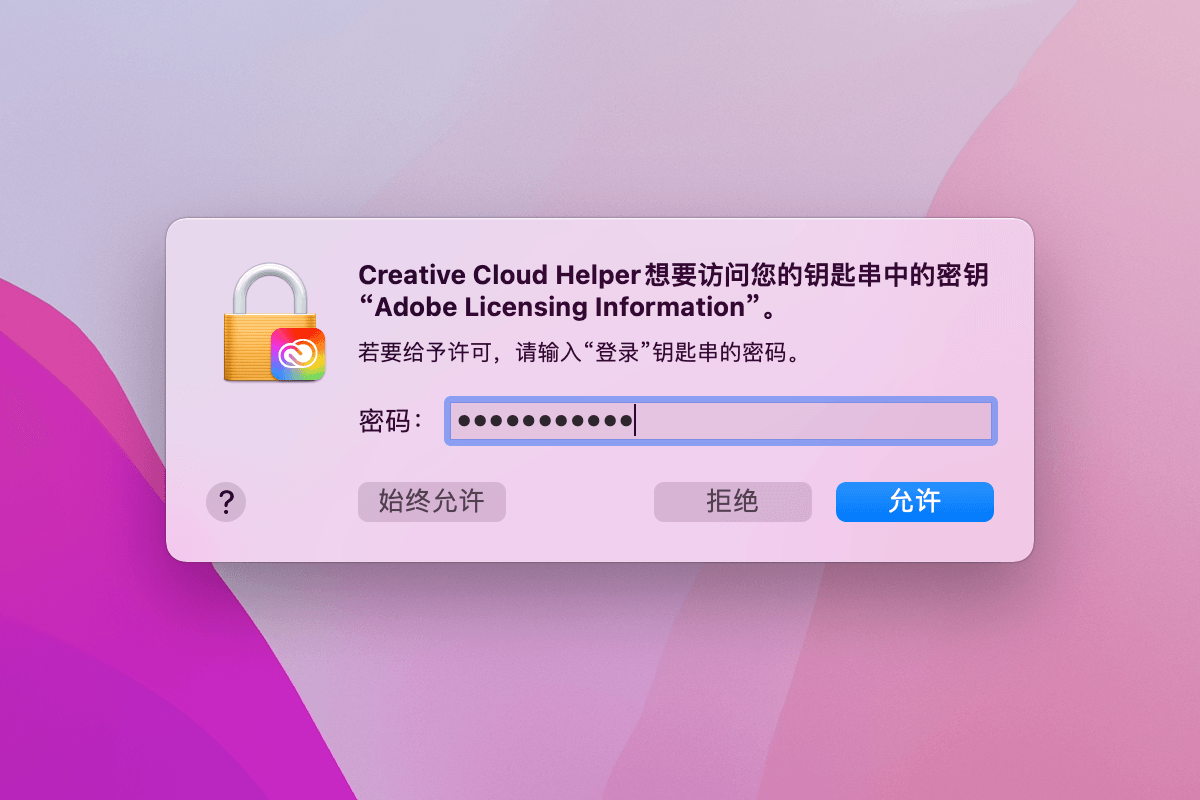 Creative Cloud Helper想要访问您的钥匙串中的密钥
“Adobe Licensing Information”。
若要给予许可，请输入“登录”钥匙串的密码。
密码：●●●●●●●●●●●
? 始终允许 拒绝 允许